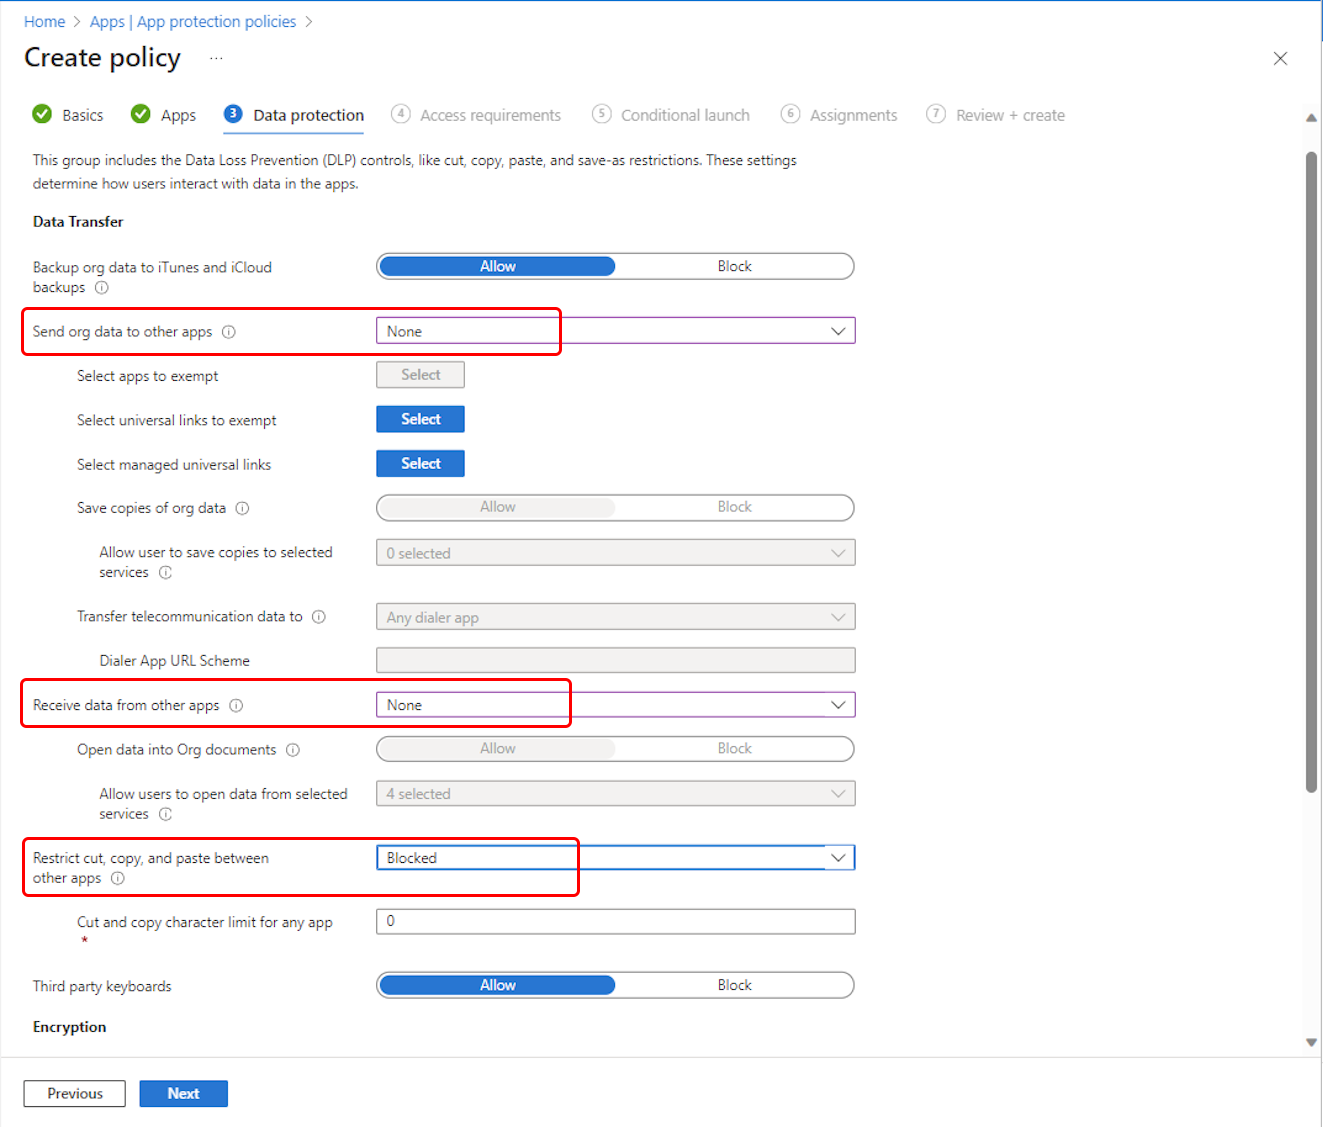 Home > Apps | App protection policies >
Create policy ...
Basics Apps 3 Data protection 4 Access requirements 5 Conditional launch 6 Assignments 7 Review + create
This group includes the Data Loss Prevention (DLP) controls, like cut, copy, paste, and save-as restrictions. These settings
determine how users interact with data in the apps.
Data Transfer
Backup org data to iTunes and iCloud
backups
Allow Block
Send org data to other apps None
Select apps to exempt Select
Select universal links to exempt Select
Select managed universal links Select
Save copies of org data Allow Block
Allow user to save copies to selected
services
0 selected
Transfer telecommunication data to Any dialer app
Dialer App URL Scheme
Receive data from other apps None
Open data into Org documents Allow Block
Allow users to open data from selected
services
4 selected
Restrict cut, copy, and paste between
other apps
Blocked
Cut and copy character limit for any app
*
0
Third party keyboards Allow Block
Encryption
Previous Next